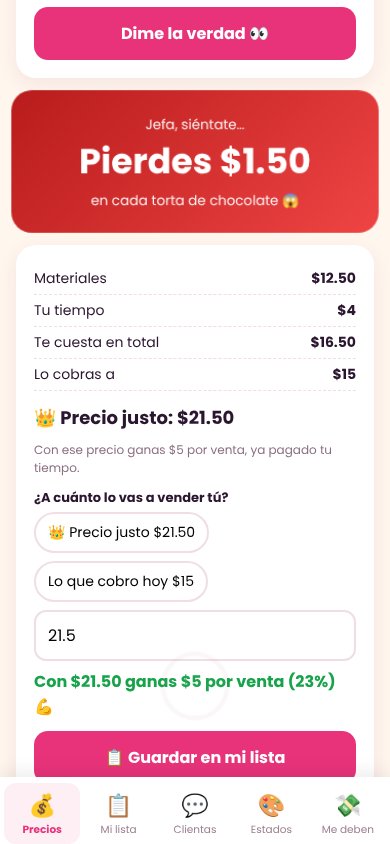 Dime la verdad 👀
Jefa, siéntate...
Pierdes $1.50
en cada torta de chocolate 😱
Materiales $12.50
Tu tiempo $4
Te cuesta en total $16.50
Lo cobras a $15
👑 Precio justo: $21.50
Con ese precio ganas $5 por venta, ya pagado tu
tiempo.
¿A cuánto lo vas a vender tú?
👑 Precio justo $21.50
Lo que cobro hoy $15
21.5
Con $21.50 ganas $5 por venta (23%)
💪
📋 Guardar en mi lista
Precios Mi lista Clientas Estados Me deben